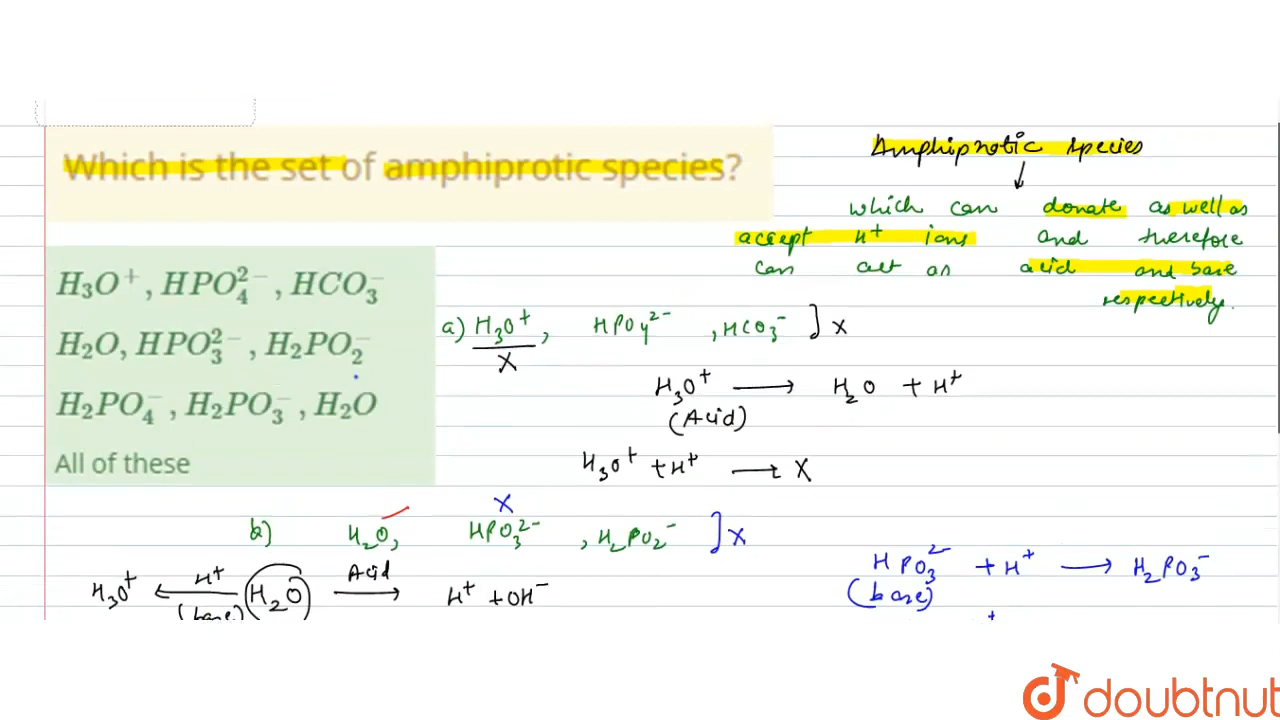 Which is the set of amphiprotic species?
Amphiprotic species
↓
which can donate as well as
accept H⁺ ions and therefore
can act as acid and base
respectively.
H₃O⁺, HPO₄²⁻, HCO₃⁻
H₂O, HPO₃²⁻, H₂PO₂⁻
H₂PO₄⁻, H₂PO₃⁻, H₂O
All of these
a) H₃O⁺, HPO₄²⁻, HCO₃⁻ ] X
X
H₃O⁺ → H₂O + H⁺
(Acid)
H₃O⁺ + H⁺ → X
X
b) H₂O, HPO₃²⁻, H₂PO₂⁻ ] X
H₃O⁺ ← H⁺ (base) H₂O Acid → H⁺ + OH⁻
HPO₃²⁻ + H⁺ → H₂PO₃⁻
(base)
doubtnut